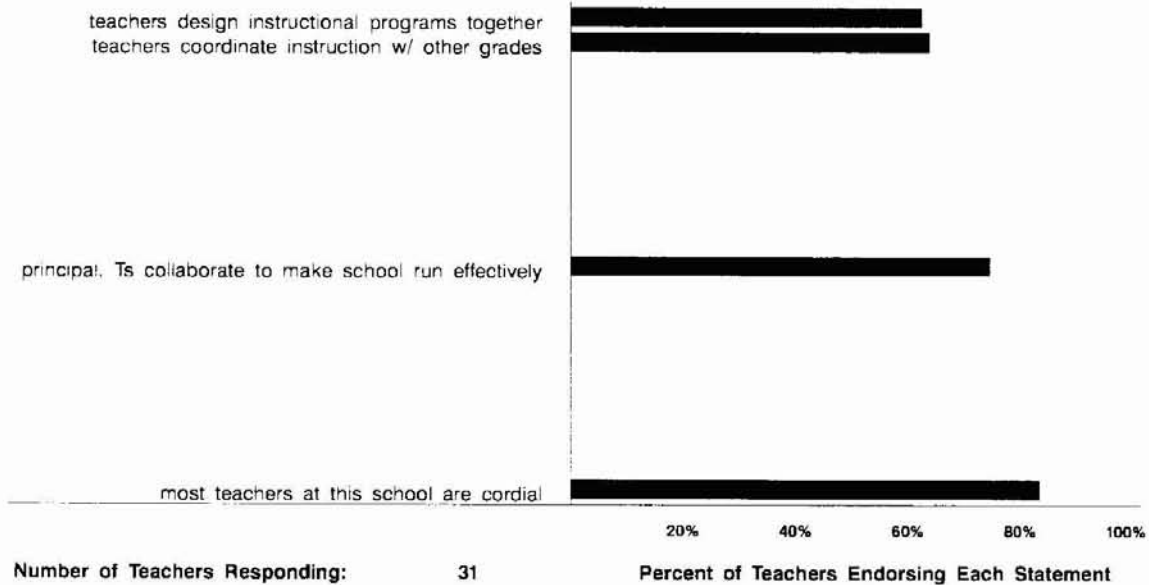 teachers design instructional programs together
teachers coordinate instruction w/ other grades
principal. Ts collaborate to make school run effectively
most teachers at this school are cordial
20% 40% 60% 80% 100%
Number of Teachers Responding: 31 Percent of Teachers Endorsing Each Statement